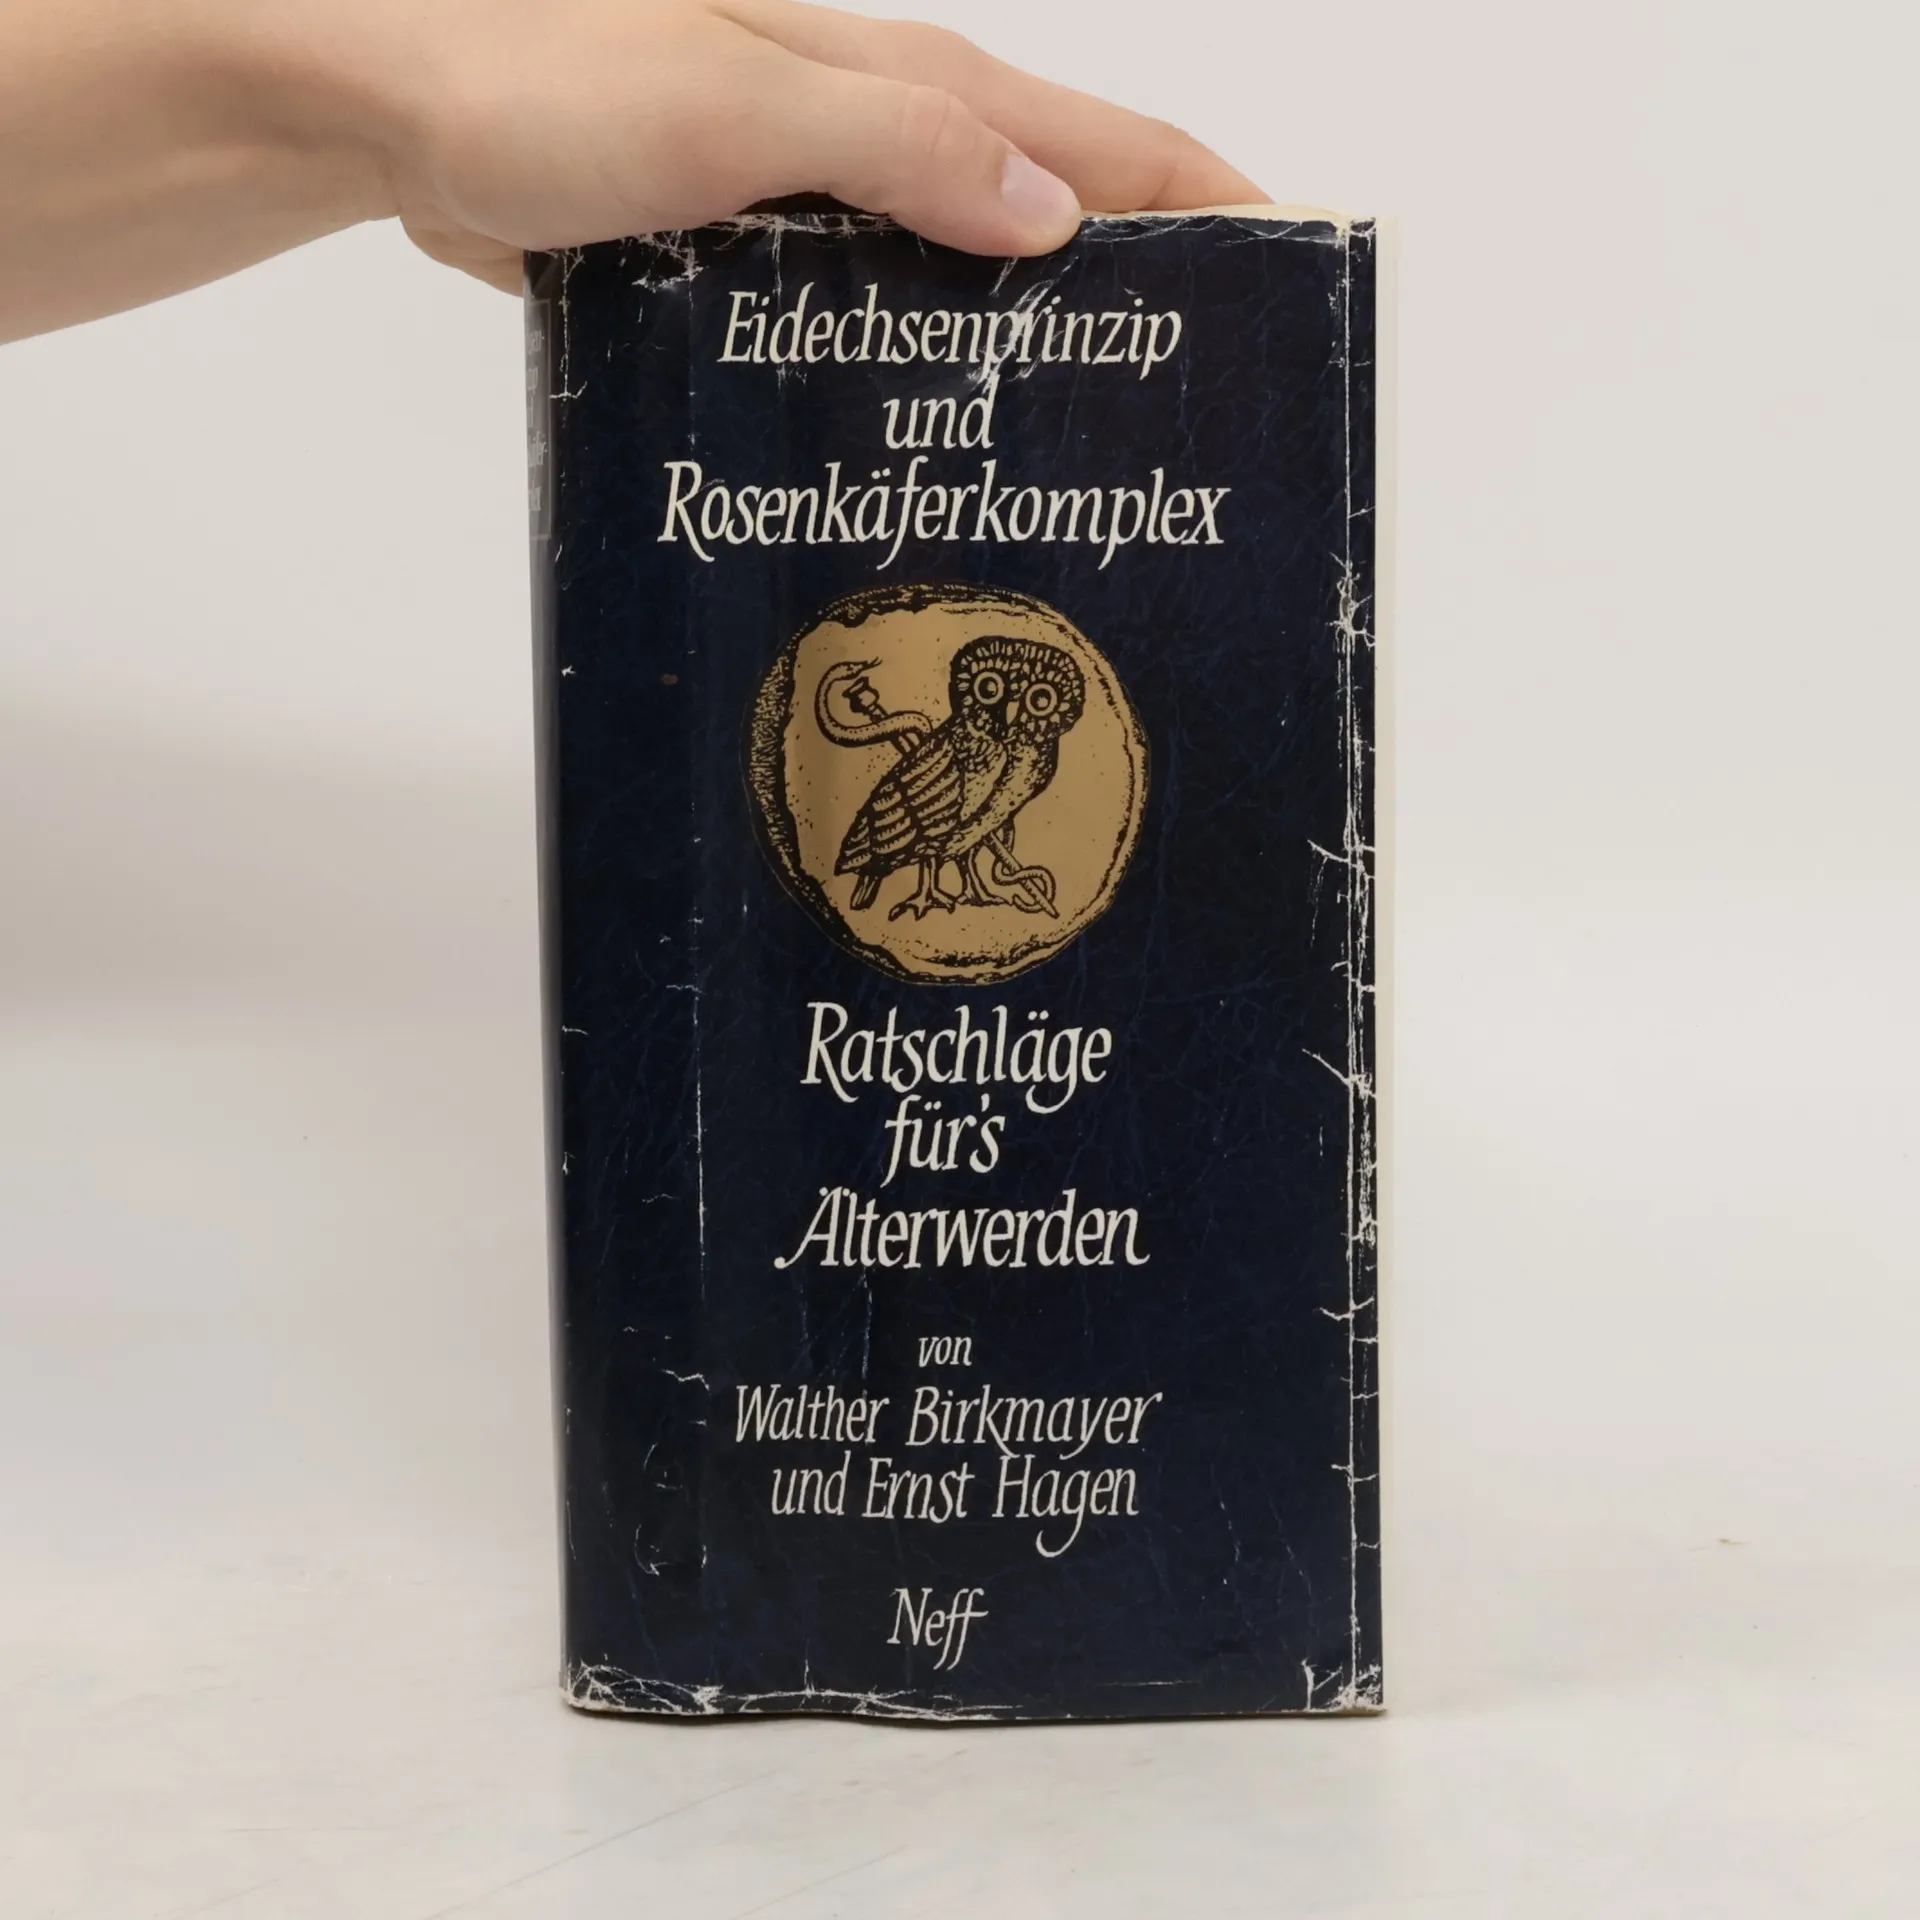 Eidechsenprinzip
und
Rosenkäferkomplex
Ratschläge
für's
Älterwerden
von
Walther Birkmayer
und Ernst Hagen
Neff